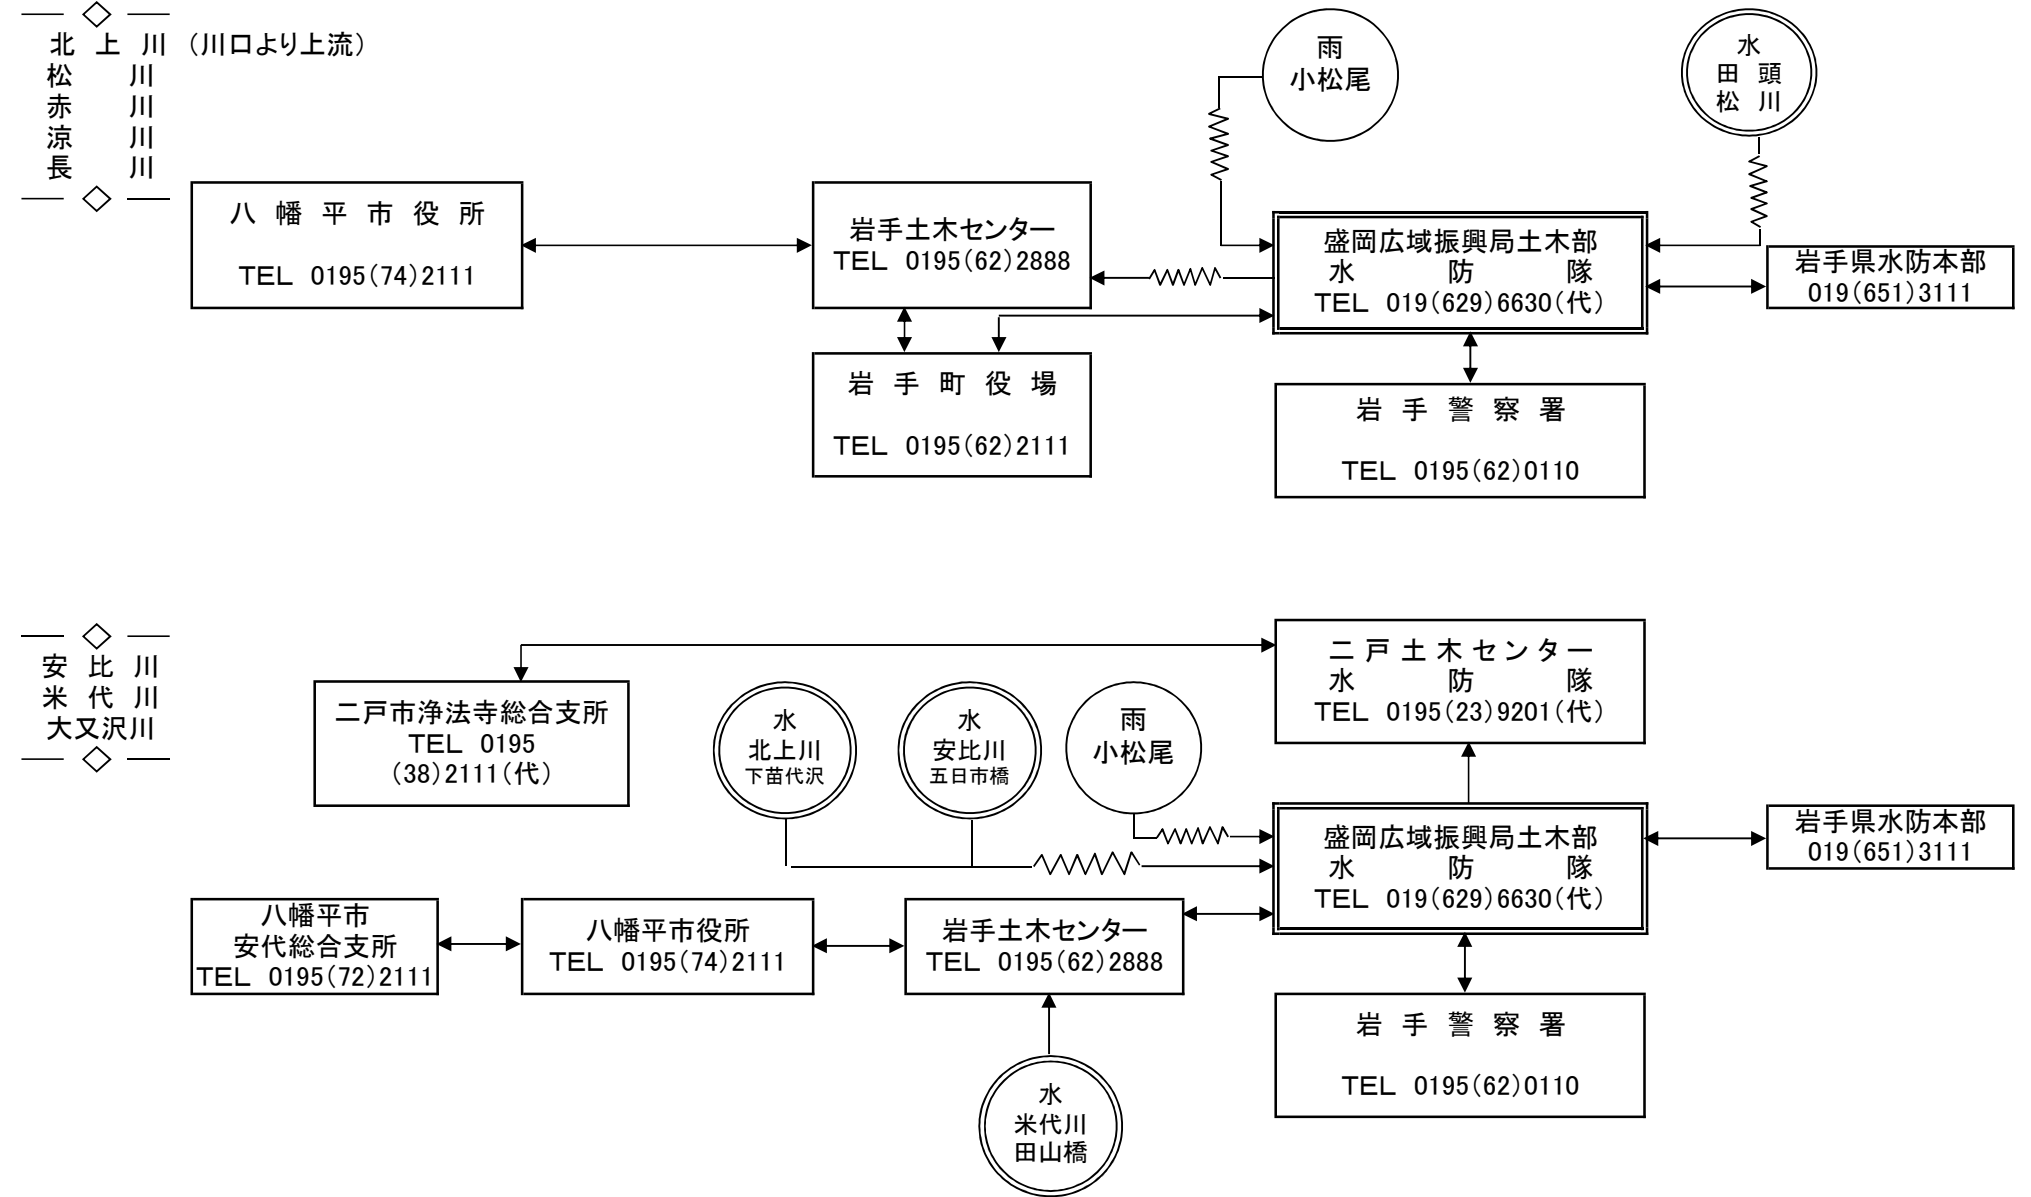 北上川（川口より上流）
松川
赤川
涼川
長川
雨
小松尾
水
田頭
松川
八幡平市役所
TEL 0195(74)2111
岩手土木センター
TEL 0195(62)2888
盛岡広域振興局土木部
水防隊
TEL 019(629)6630(代)
岩手県水防本部
019(651)3111
岩手町役場
TEL 0195(62)2111
岩手警察署
TEL 0195(62)0110
安比川
米代川
大又沢川
二戸土木センター
水防隊
TEL 0195(23)9201(代)
二戸市浄法寺総合支所
TEL 0195
(38)2111(代)
水
北上川
下苗代沢
水
安比川
五日市橋
雨
小松尾
盛岡広域振興局土木部
水防隊
TEL 019(629)6630(代)
岩手県水防本部
019(651)3111
八幡平市
安代総合支所
TEL 0195(72)2111
八幡平市役所
TEL 0195(74)2111
岩手土木センター
TEL 0195(62)2888
岩手警察署
TEL 0195(62)0110
水
米代川
田山橋